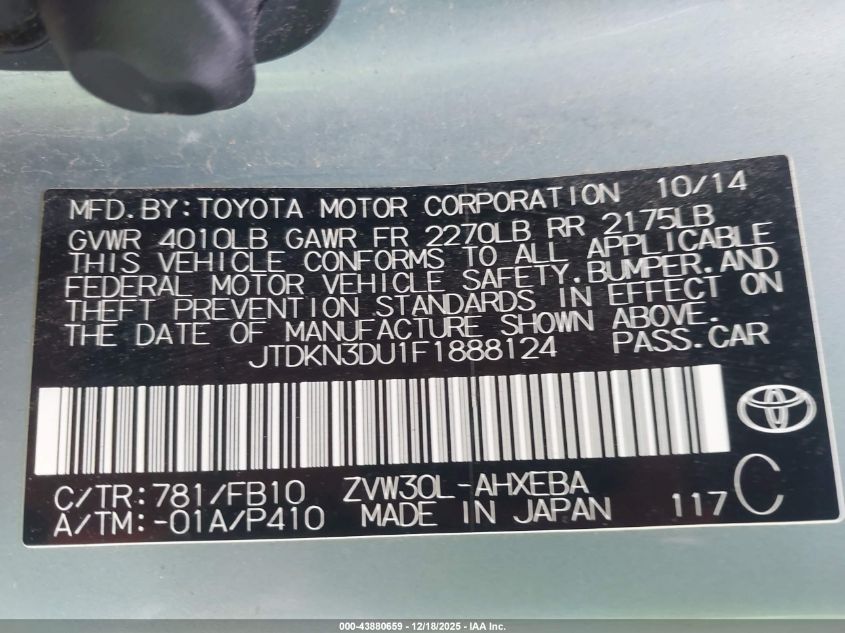 MFD.BY:TOYOTA MOTOR CORPORATION 10/14
GVWR 4010LB GAWR FR 2270LB RR 2175LB
THIS VEHICLE CONFORMS TO ALL APPLICABLE
FEDERAL MOTOR VEHICLE SAFETY,BUMPER,AND
THEFT PREVENTION STANDARDS IN EFFECT ON
THE DATE OF MANUFACTURE SHOWN ABOVE.
JTDKN3DU1F1888124 PASS.CAR
C/TR:781/FB10 ZVW30L-AHXEBA
A/TM:-01A/P410 MADE IN JAPAN 117 C
000-43880659 - 12/18/2025 - IAA Inc.